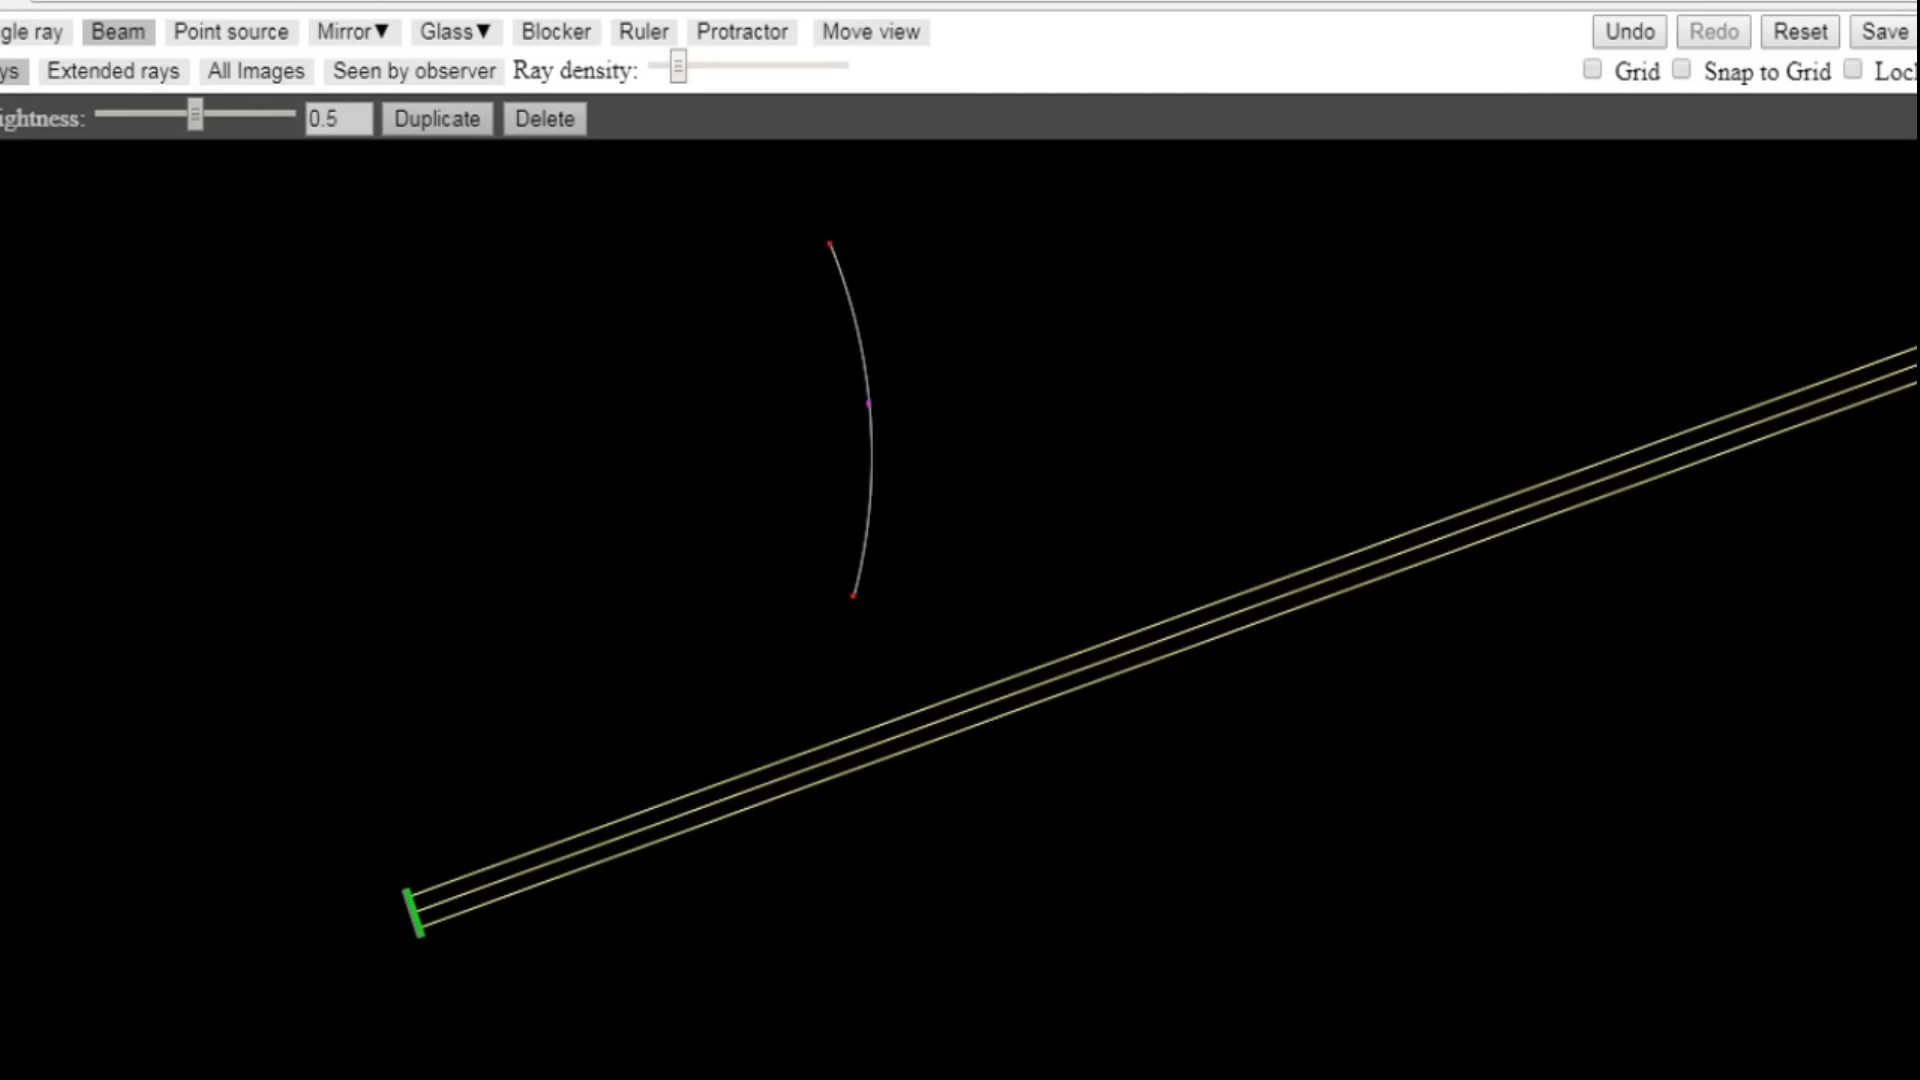 gle ray Beam Point source Mirror▼ Glass▼ Blocker Ruler Protractor Move view Undo Redo Reset Save
ys Extended rays All Images Seen by observer Ray density: Grid Snap to Grid Loc
ightness: 0.5 Duplicate Delete